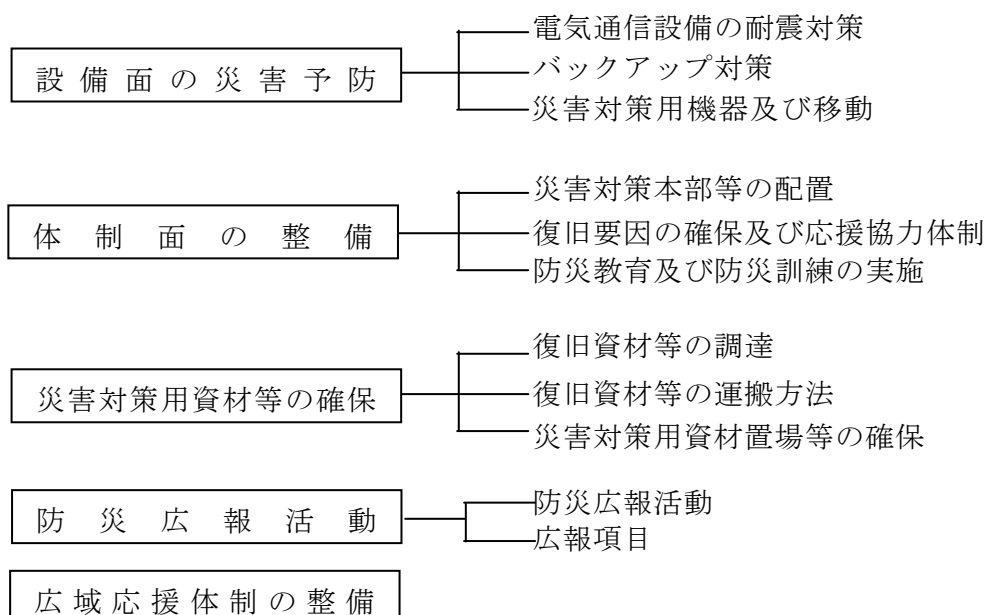 設備面の災害予防
電気通信設備の耐震対策
バックアップ対策
災害対策用機器及び移動
体制面の整備
災害対策本部等の配置
復旧要因の確保及び応援協力体制
防災教育及び防災訓練の実施
災害対策用資材等の確保
復旧資材等の調達
復旧資材等の運搬方法
災害対策用資材置場等の確保
防災広報活動
防災広報活動
広報項目
広域応援体制の整備